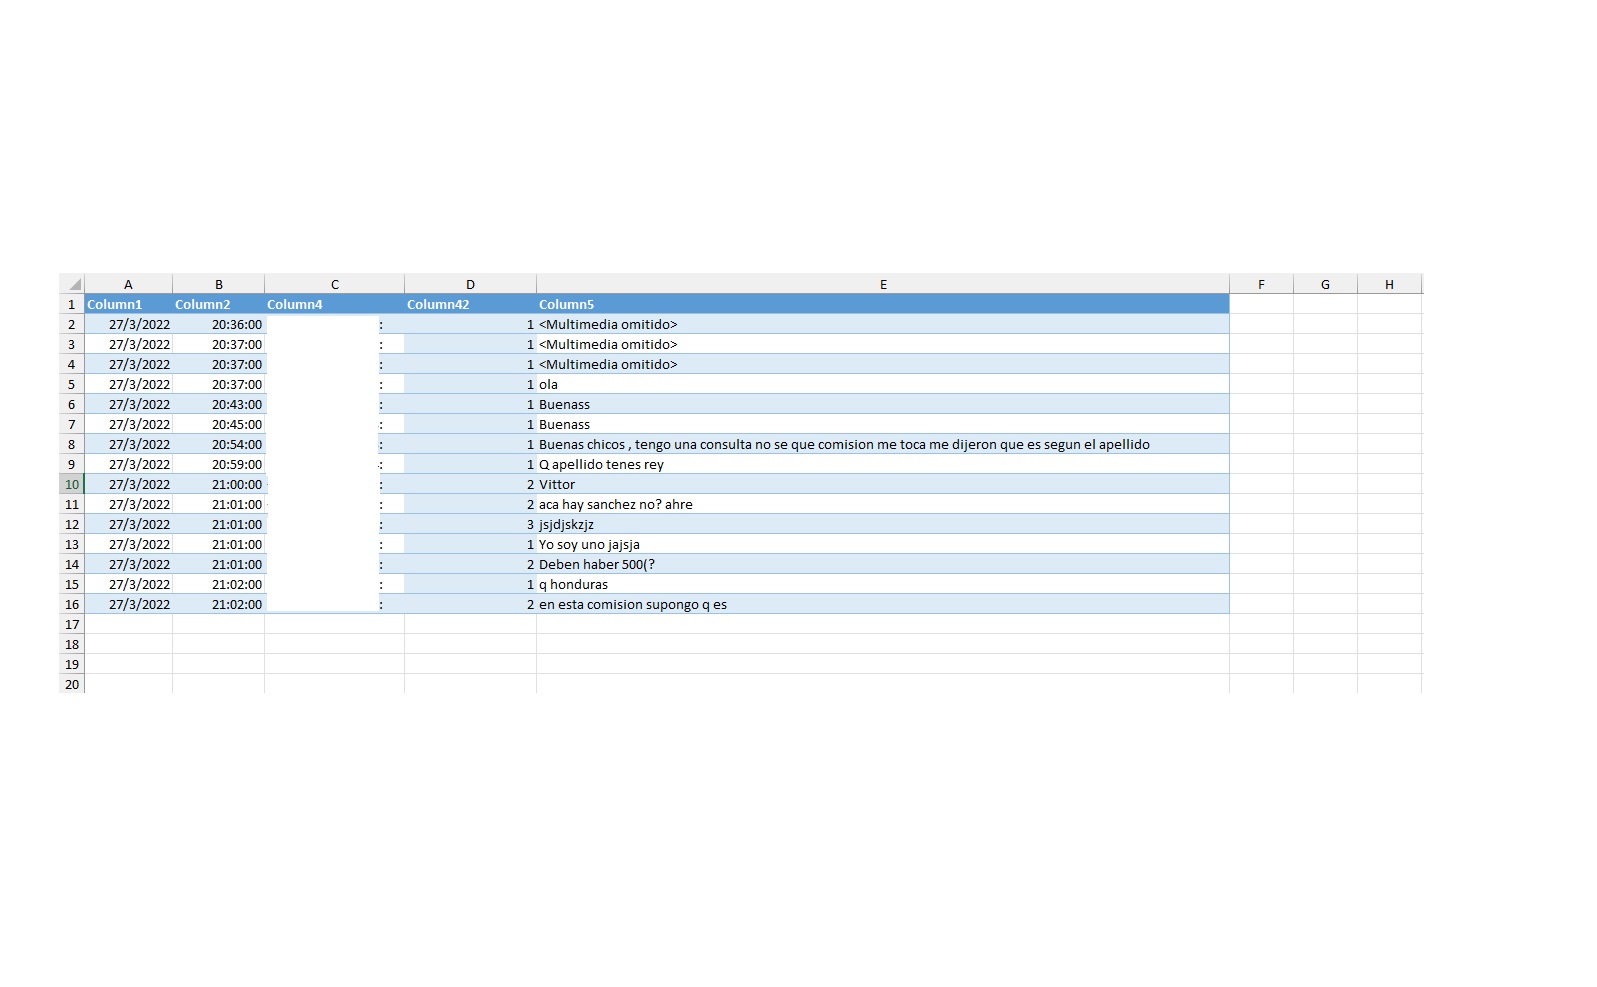 A B C D E F G H
1 Column1 Column2 Column4 Column42 Column5
2 27/3/2022 20:36:00 : 1 <Multimedia omitido>
3 27/3/2022 20:37:00 : 1 <Multimedia omitido>
4 27/3/2022 20:37:00 : 1 <Multimedia omitido>
5 27/3/2022 20:37:00 : 1 ola
6 27/3/2022 20:43:00 : 1 Buenass
7 27/3/2022 20:45:00 : 1 Buenass
8 27/3/2022 20:54:00 : 1 Buenas chicos , tengo una consulta no se que comision me toca me dijeron que es segun el apellido
9 27/3/2022 20:59:00 : 1 Q apellido tenes rey
10 27/3/2022 21:00:00 : 2 Vittor
11 27/3/2022 21:01:00 : 2 aca hay sanchez no? ahre
12 27/3/2022 21:01:00 : 3 jsjdjskzjz
13 27/3/2022 21:01:00 : 1 Yo soy uno jajsja
14 27/3/2022 21:01:00 : 2 Deben haber 500(?
15 27/3/2022 21:02:00 : 1 q honduras
16 27/3/2022 21:02:00 : 2 en esta comision supongo q es
17
18
19
20